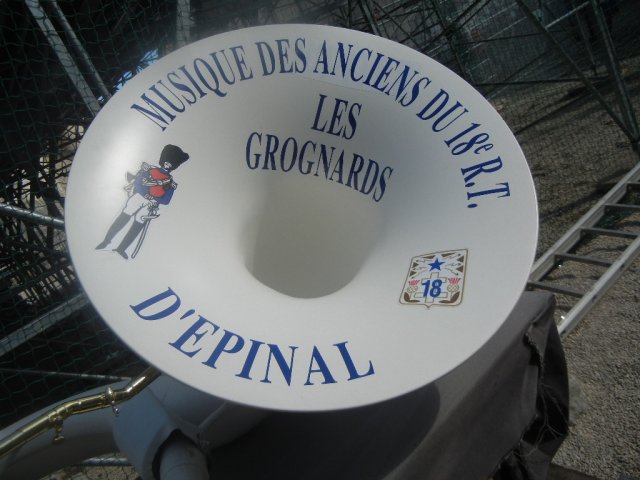 MUSIQUE DES ANCIENS DU 18e R.T.
LES
GROGNARDS
18
D'EPINAL